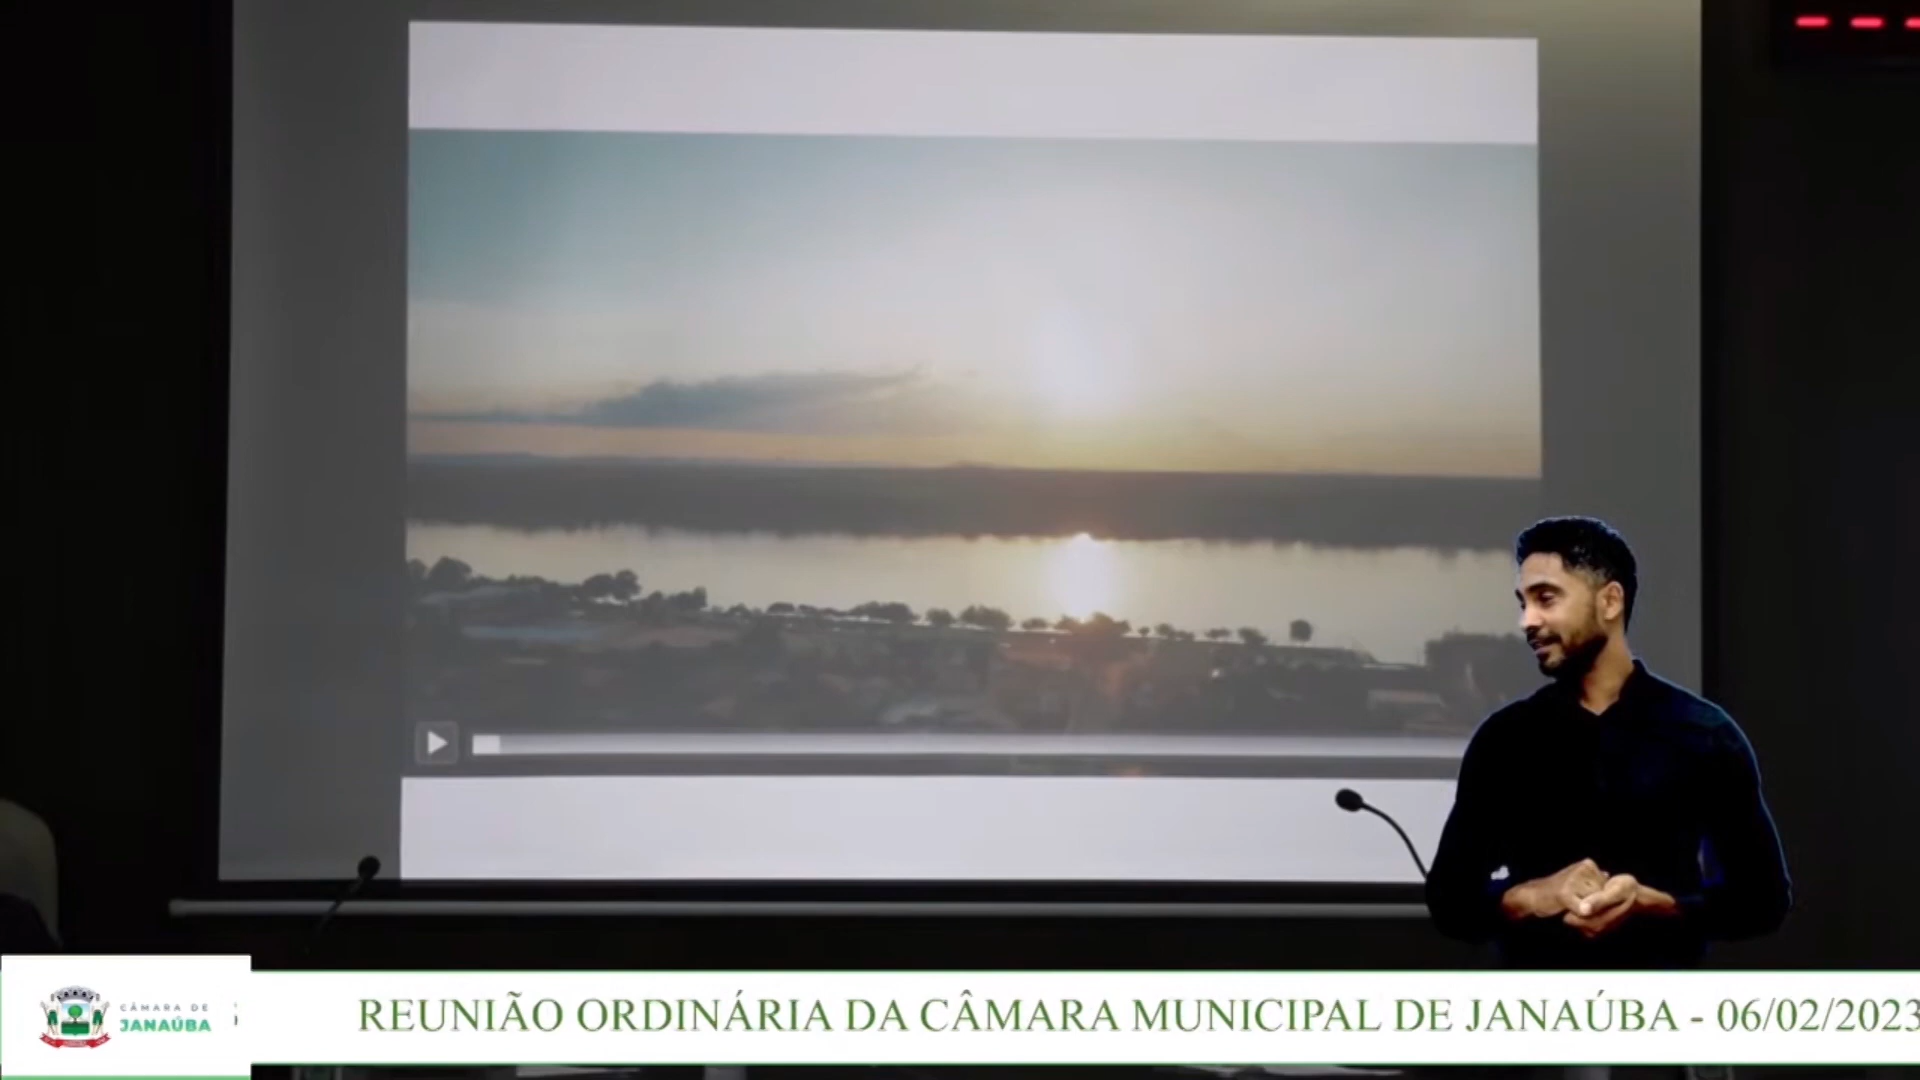 CÂMARA DE
JANAÚBA
REUNIÃO ORDINÁRIA DA CÂMARA MUNICIPAL DE JANAÚBA - 06/02/2023